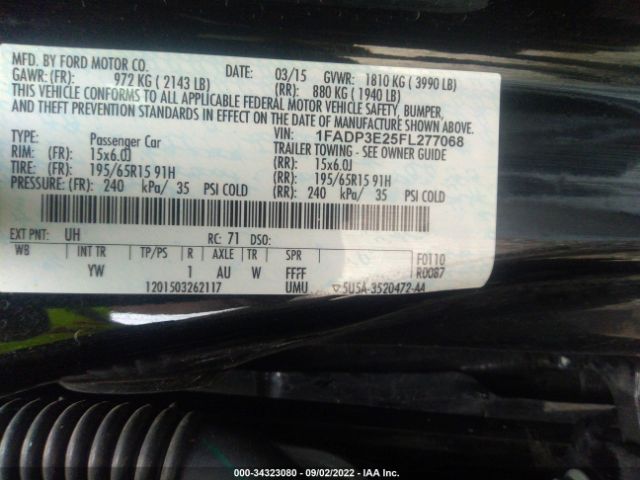 MFD. BY FORD MOTOR CO.
DATE: 03/15 GVWR: 1810 KG ( 3990 LB)
GAWR: (FR): 972 KG ( 2143 LB) (RR): 880 KG ( 1940 LB)
THIS VEHICLE CONFORMS TO ALL APPLICABLE FEDERAL MOTOR VEHICLE SAFETY, BUMPER,
AND THEFT PREVENTION STANDARDS IN EFFECT ON THE DATE OF MANUFACTURE SHOWN ABOVE.
VIN: 1FADP3E25FL277068
TYPE: Passenger Car TRAILER TOWING - SEE OWNER GUIDE
RIM: (FR): 15x6.0J (RR): 15x6.0J
TIRE: (FR): 195/65R15 91H (RR): 195/65R15 91H
PRESSURE: (FR): 240 kPa/ 35 PSI COLD (RR): 240 kPa/ 35 PSI COLD
EXT PNT: UH RC: 71 DSO:
WB INT TR TP/PS R AXLE TR SPR F0110
YW 1 AU W FFFF R0087
1201503262117 UMU ▽5U5A-3520472-AA
000-34323080 - 09/02/2022 - IAA Inc.